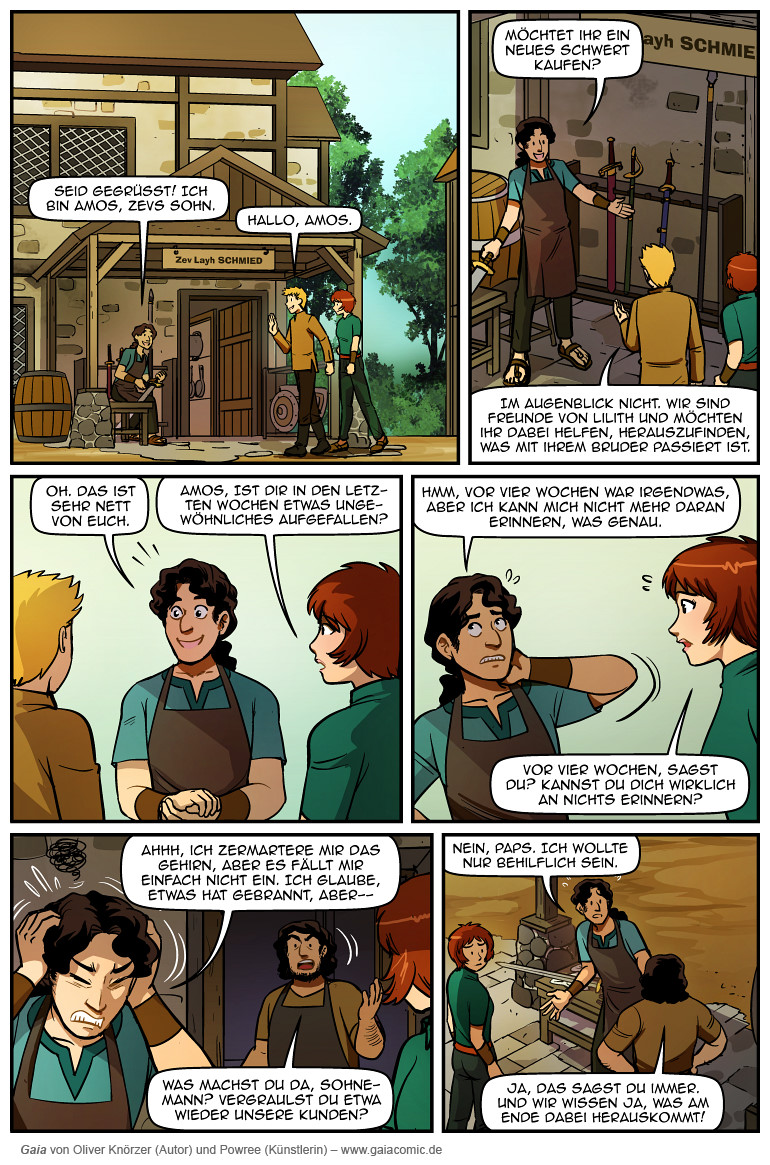 SEID GEGRÜSST! ICH
BIN AMOS, ZEVS SOHN.
HALLO, AMOS.
Zev Layh SCHMIED
MÖCHTET IHR EIN
NEUES SCHWERT
KAUFEN?
ayh SCHMIE
IM AUGENBLICK NICHT. WIR SIND
FREUNDE VON LILITH UND MÖCHTEN
IHR DABEI HELFEN, HERAUSZUFINDEN,
WAS MIT IHREM BRUDER PASSIERT IST.
OH. DAS IST
SEHR NETT
VON EUCH.
AMOS, IST DIR IN DEN LETZ-
TEN WOCHEN ETWAS UNGE-
WÖHNLICHES AUFGEFALLEN?
HMM, VOR VIER WOCHEN WAR IRGENDWAS,
ABER ICH KANN MICH NICHT MEHR DARAN
ERINNERN, WAS GENAU.
VOR VIER WOCHEN, SAGST
DU? KANNST DU DICH WIRKLICH
AN NICHTS ERINNERN?
AHHH, ICH ZERMARTERE MIR DAS
GEHIRN, ABER ES FÄLLT MIR
EINFACH NICHT EIN. ICH GLAUBE,
ETWAS HAT GEBRANNT, ABER--
WAS MACHST DU DA, SOHNE-
MANN? VERGRAULST DU ETWA
WIEDER UNSERE KUNDEN?
NEIN, PAPS. ICH WOLLTE
NUR BEHILFLICH SEIN.
JA, DAS SAGST DU IMMER.
UND WIR WISSEN JA, WAS AM
ENDE DABEI HERAUSKOMMT!
Gaia von Oliver Knörzer (Autor) und Powree (Künstlerin) – www.gaiacomic.de